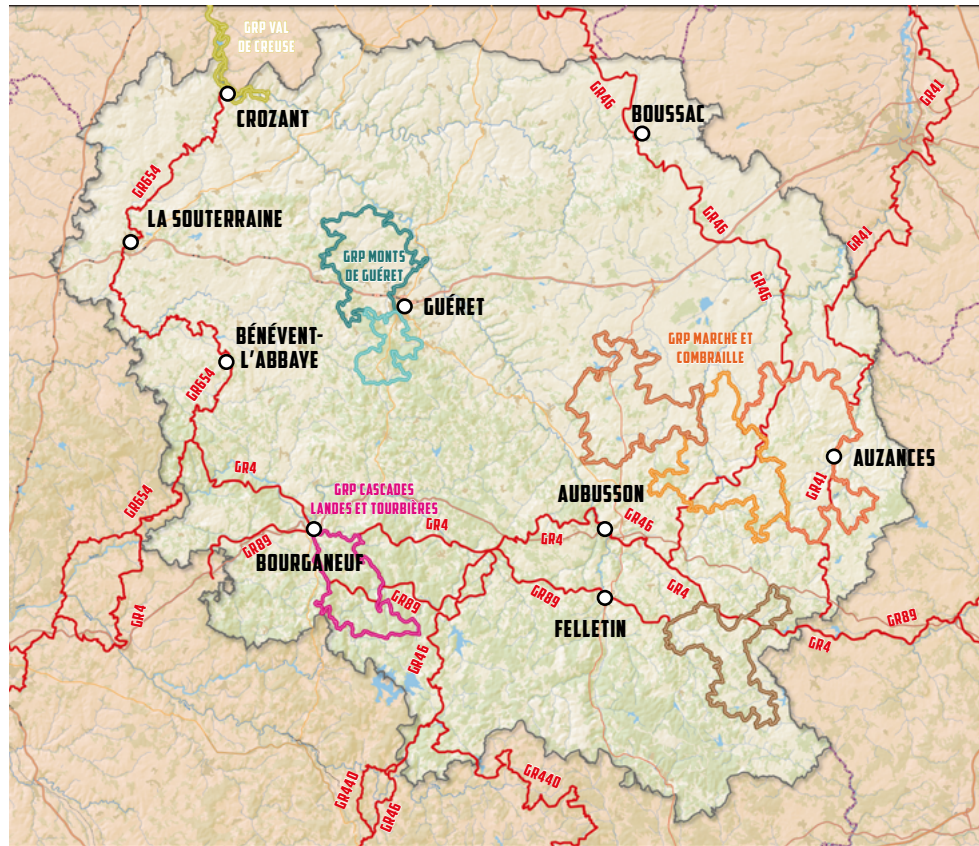 GRP VAL
DE CREUSE
GR46
GR41
CROZANT
BOUSSAC
GR654
LA SOUTERRAINE
GR46
GR41
GRP MONTS
DE GUÉRET
GR46
GUÉRET
BÉNÉVENT-
L'ABBAYE
GRP MARCHE ET
COMBRAILLE
GR654
AUZANCES
GR4
GRP CASCADES
LANDES ET TOURBIÈRES
AUBUSSON
GR41
GR654
GR4
GR4
GR46
GR89
BOURGANEUF
GR4
GR89
GR89
GR4
FELLETIN
GR89
GR4
GR46
GR440
GR46
GR440